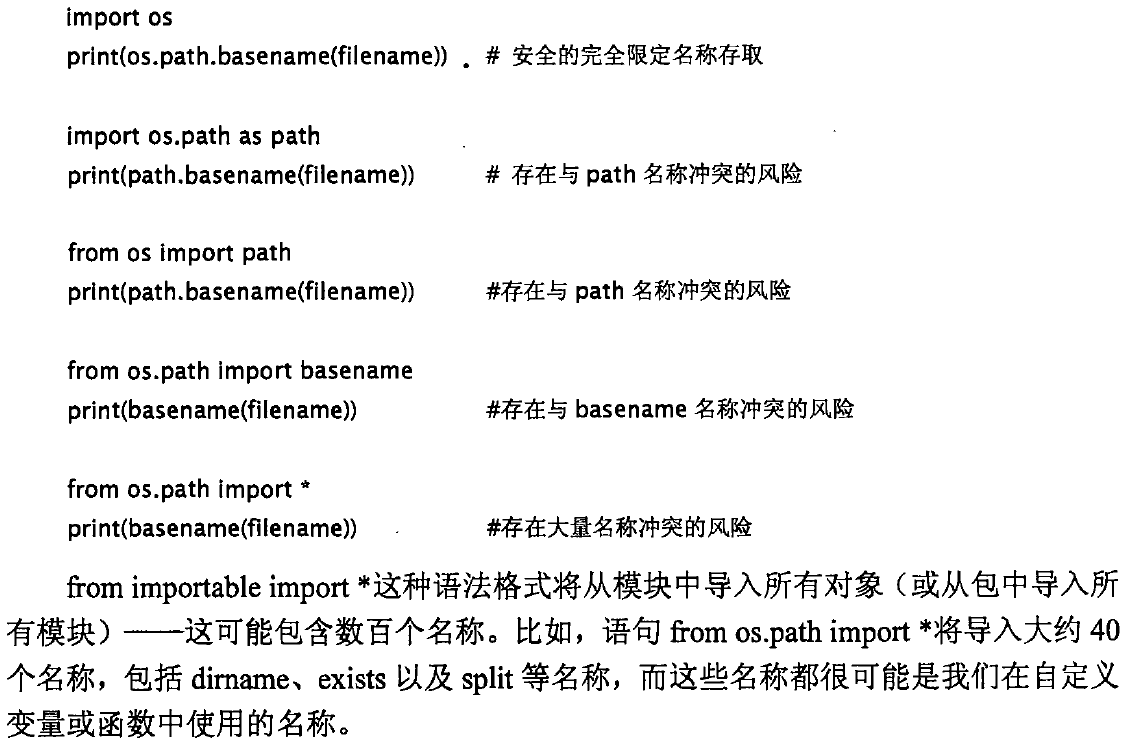 import os
print(os.path.basename(filename)) # 安全的完全限定名称存取
import os.path as path
print(path.basename(filename)) # 存在与 path 名称冲突的风险
from os import path
print(path.basename(filename)) #存在与 path 名称冲突的风险
from os.path import basename
print(basename(filename)) #存在与 basename 名称冲突的风险
from os.path import *
print(basename(filename)) #存在大量名称冲突的风险
from importable import *这种语法格式将从模块中导入所有对象（或从包中导入所
有模块）——这可能包含数百个名称。比如，语句 from os.path import *将导入大约 40
个名称，包括 dirname、exists 以及 split 等名称，而这些名称都很可能是我们在自定义
变量或函数中使用的名称。